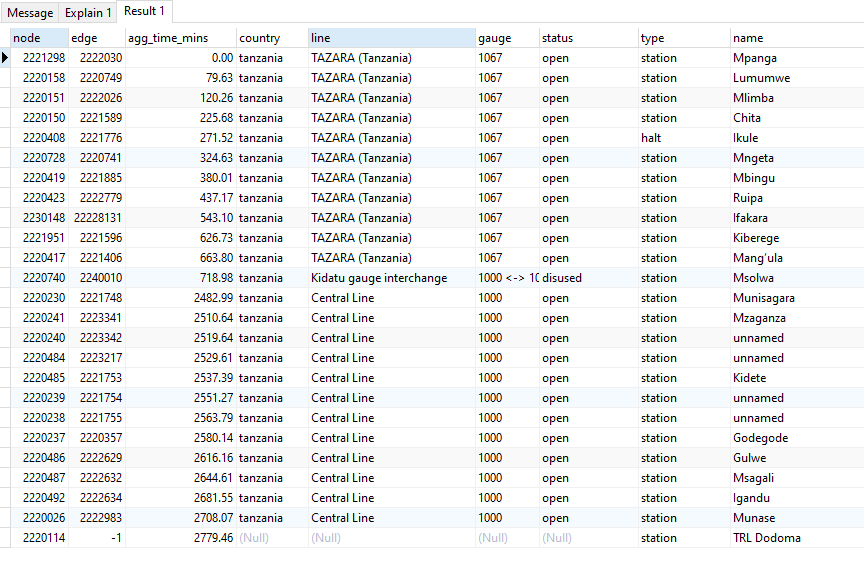 Message Explain 1 Result 1
node edge agg_time_mins country line gauge status type name
2221298 2222030 0.00 tanzania TAZARA (Tanzania) 1067 open station Mpanga
2220158 2220749 79.63 tanzania TAZARA (Tanzania) 1067 open station Lumumwe
2220151 2222026 120.26 tanzania TAZARA (Tanzania) 1067 open station Mlimba
2220150 2221589 225.68 tanzania TAZARA (Tanzania) 1067 open station Chita
2220408 2221776 271.52 tanzania TAZARA (Tanzania) 1067 open halt Ikule
2220728 2220741 324.63 tanzania TAZARA (Tanzania) 1067 open station Mngeta
2220419 2221885 380.01 tanzania TAZARA (Tanzania) 1067 open station Mbingu
2220423 2222779 437.17 tanzania TAZARA (Tanzania) 1067 open station Ruipa
2230148 22228131 543.10 tanzania TAZARA (Tanzania) 1067 open station Ifakara
2221951 2221596 626.73 tanzania TAZARA (Tanzania) 1067 open station Kiberege
2220417 2221406 663.80 tanzania TAZARA (Tanzania) 1067 open station Mang'ula
2220740 2240010 718.98 tanzania Kidatu gauge interchange 1000 <-> 10 disused station Msolwa
2220230 2221748 2482.99 tanzania Central Line 1000 open station Munisagara
2220241 2223341 2510.64 tanzania Central Line 1000 open station Mzaganza
2220240 2223342 2519.64 tanzania Central Line 1000 open station unnamed
2220484 2223217 2529.61 tanzania Central Line 1000 open station unnamed
2220485 2221753 2537.39 tanzania Central Line 1000 open station Kidete
2220239 2221754 2551.27 tanzania Central Line 1000 open station unnamed
2220238 2221755 2563.79 tanzania Central Line 1000 open station unnamed
2220237 2220357 2580.14 tanzania Central Line 1000 open station Godegode
2220486 2222629 2616.16 tanzania Central Line 1000 open station Gulwe
2220487 2222632 2644.61 tanzania Central Line 1000 open station Msagali
2220492 2222634 2681.55 tanzania Central Line 1000 open station Igandu
2220026 2222983 2708.07 tanzania Central Line 1000 open station Munase
2220114 -1 2779.46 (Null) (Null) (Null) (Null) station TRL Dodoma